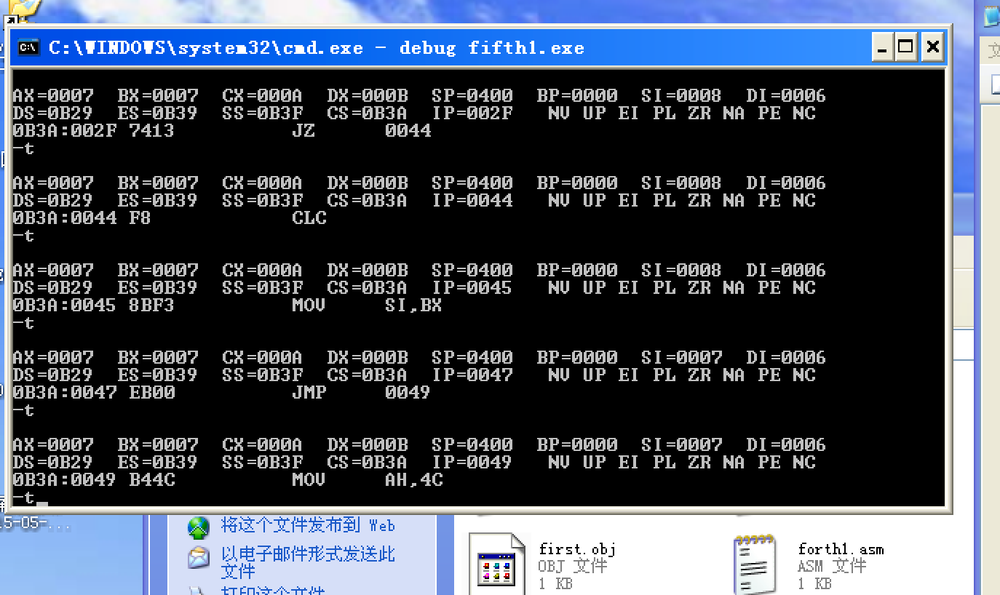 C:\WINDOWS\system32\cmd.exe - debug fifth1.exe
AX=0007 BX=0007 CX=000A DX=000B SP=0400 BP=0000 SI=0008 DI=0006
DS=0B29 ES=0B39 SS=0B3F CS=0B3A IP=002F NV UP EI PL ZR NA PE NC
0B3A:002F 7413 JZ 0044
-t
AX=0007 BX=0007 CX=000A DX=000B SP=0400 BP=0000 SI=0008 DI=0006
DS=0B29 ES=0B39 SS=0B3F CS=0B3A IP=0044 NV UP EI PL ZR NA PE NC
0B3A:0044 F8 CLC
-t
AX=0007 BX=0007 CX=000A DX=000B SP=0400 BP=0000 SI=0008 DI=0006
DS=0B29 ES=0B39 SS=0B3F CS=0B3A IP=0045 NV UP EI PL ZR NA PE NC
0B3A:0045 8BF3 MOV SI,BX
-t
AX=0007 BX=0007 CX=000A DX=000B SP=0400 BP=0000 SI=0007 DI=0006
DS=0B29 ES=0B39 SS=0B3F CS=0B3A IP=0047 NV UP EI PL ZR NA PE NC
0B3A:0047 EB00 JMP 0049
-t
AX=0007 BX=0007 CX=000A DX=000B SP=0400 BP=0000 SI=0007 DI=0006
DS=0B29 ES=0B39 SS=0B3F CS=0B3A IP=0049 NV UP EI PL ZR NA PE NC
0B3A:0049 B44C MOV AH,4C
-t_
5-05-...
将这个文件发布到 Web
以电子邮件形式发送此
文件
打印这个文件
first.obj
OBJ 文件
1 KB
forth1.asm
ASM 文件
1 KB